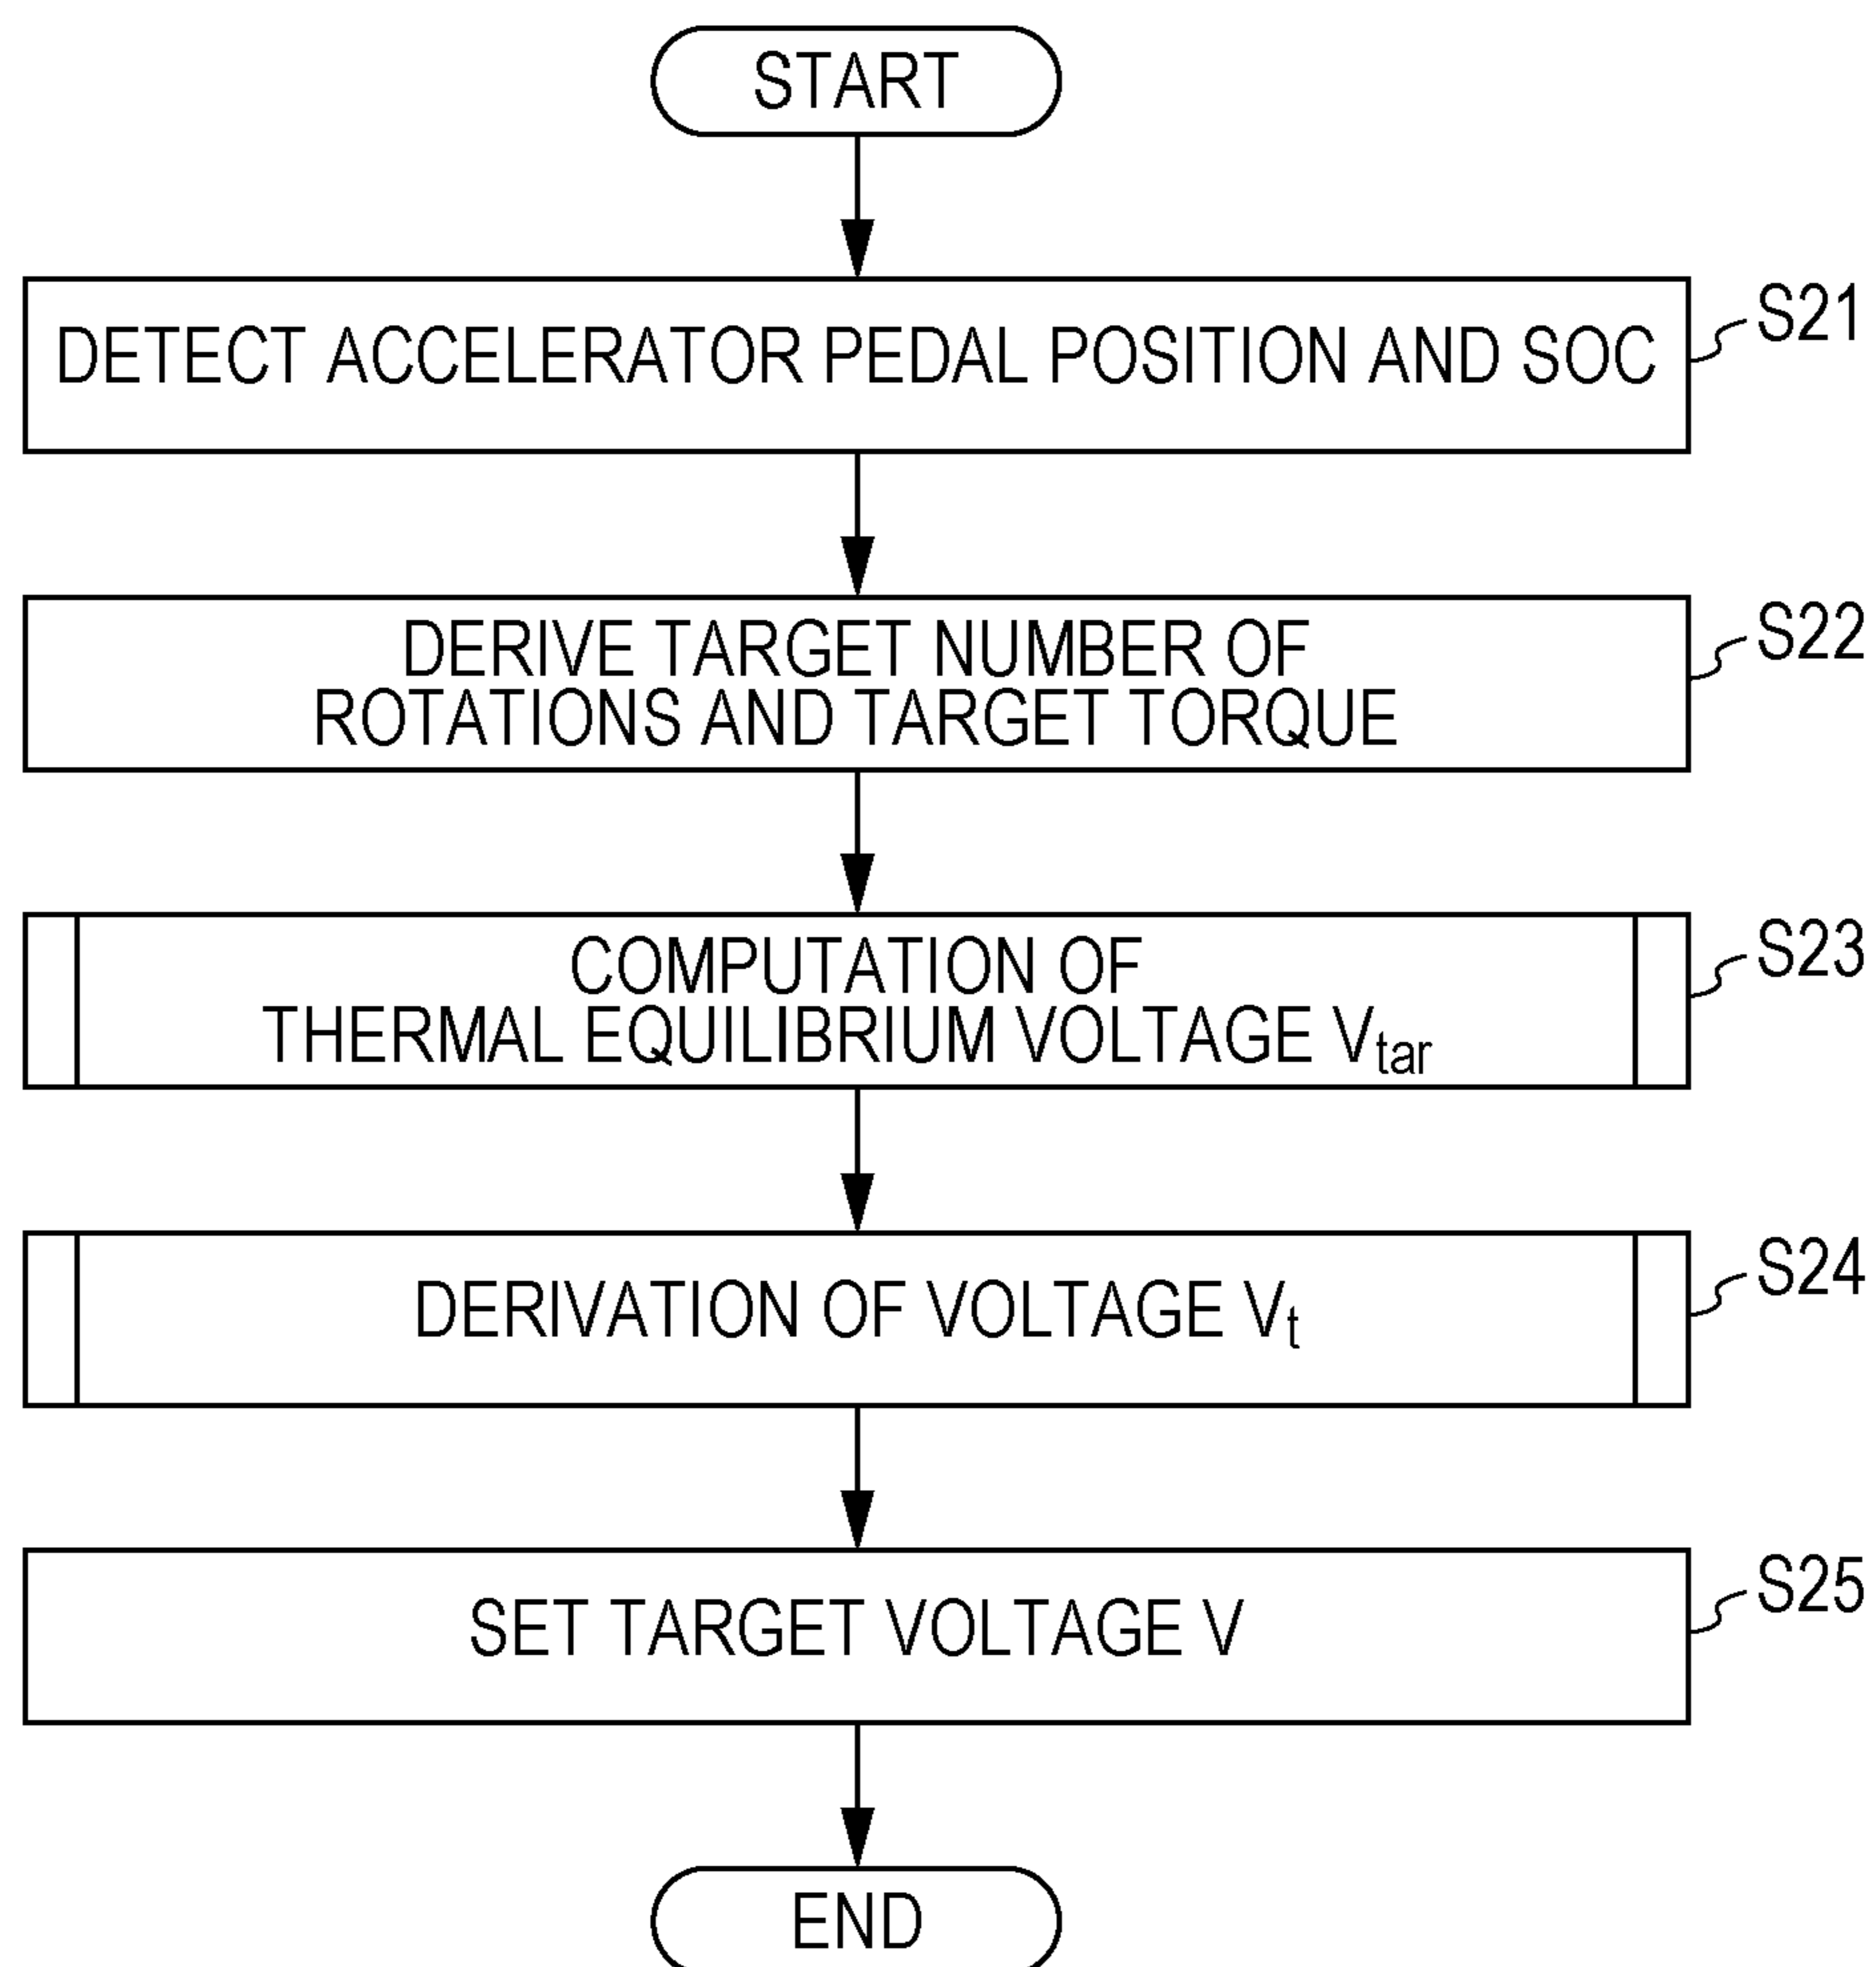 START
DETECT ACCELERATOR PEDAL POSITION AND SOC
S21
DERIVE TARGET NUMBER OF
ROTATIONS AND TARGET TORQUE
S22
COMPUTATION OF
THERMAL EQUILIBRIUM VOLTAGE Vtar
S23
DERIVATION OF VOLTAGE Vt
S24
SET TARGET VOLTAGE V
S25
END